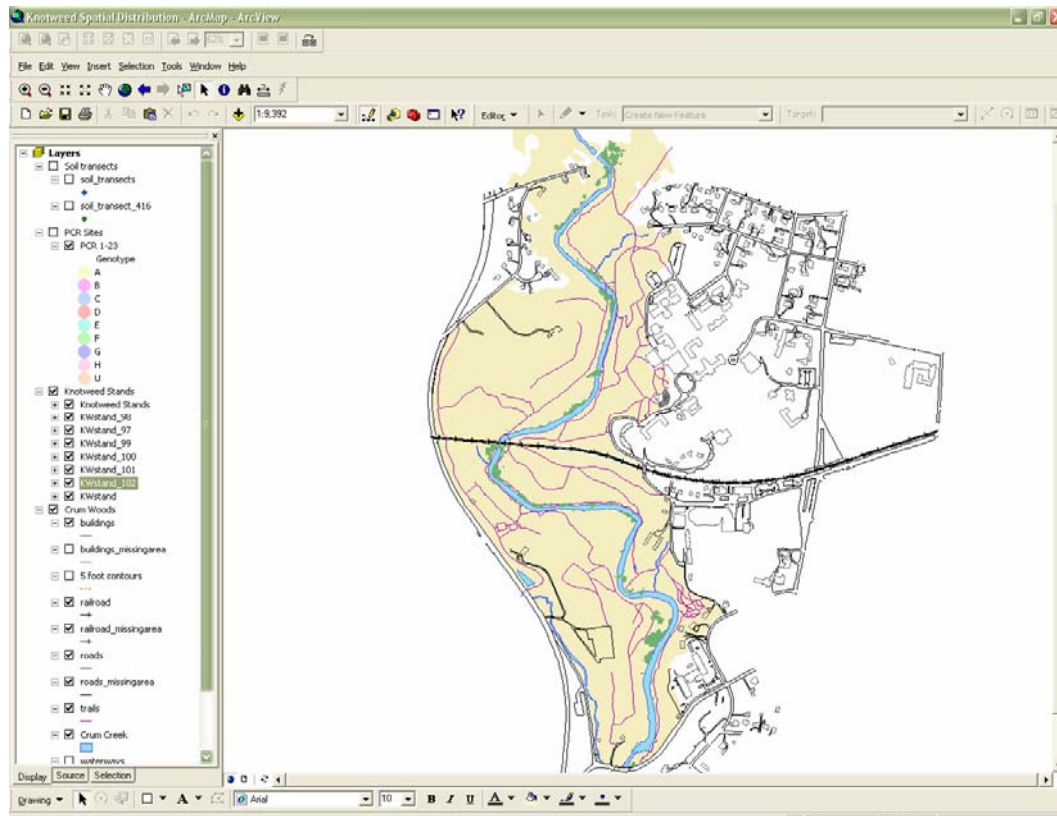 Knotweed Spatial Distribution - ArcMap - ArcView
62%
File Edit View Insert Selection Tools Window Help
1:9,392
Editor
Task: Create New Feature
Target:
Layers
Soil transects
soil_transects
soil_transect_416
PCR Sites
PCR 1-23
Genotype
A
B
C
D
E
F
G
H
U
Knotweed Stands
Knotweed Stands
KWstand_98
KWstand_97
KWstand_99
KWstand_100
KWstand_101
KWstand_102
KWstand
Crum Woods
buildings
buildings_missingarea
5 foot contours
railroad
railroad_missingarea
roads
roads_missingarea
trails
Crum Creek
waterways
Display Source Selection
Drawing
A
Arial
10
B I U A